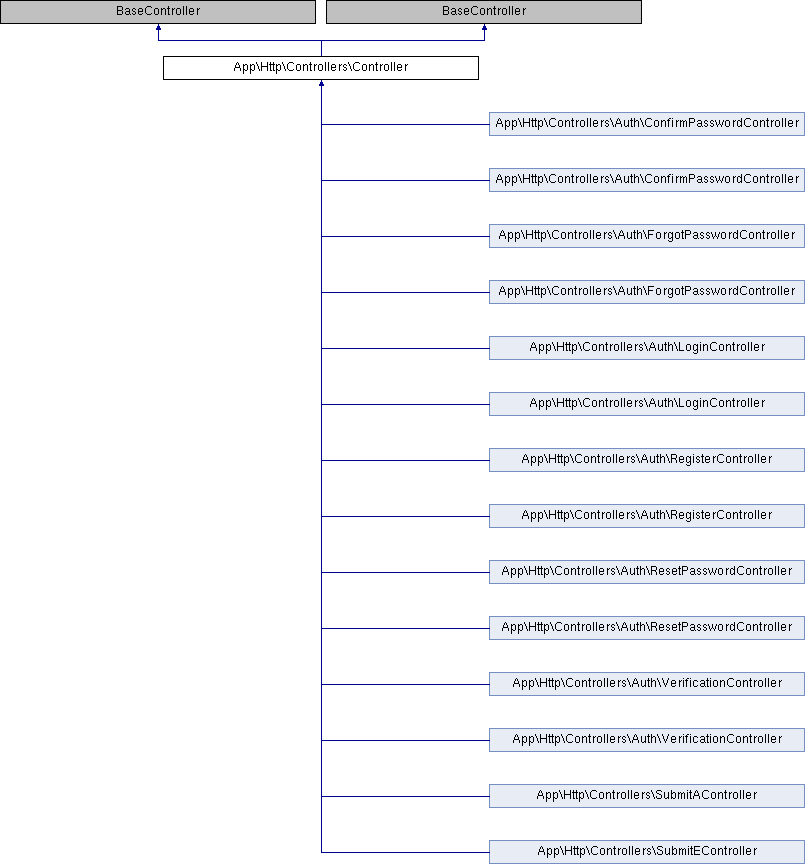 BaseController
BaseController
App\Http\Controllers\Controller
App\Http\Controllers\Auth\ConfirmPasswordController
App\Http\Controllers\Auth\ConfirmPasswordController
App\Http\Controllers\Auth\ForgotPasswordController
App\Http\Controllers\Auth\ForgotPasswordController
App\Http\Controllers\Auth\LoginController
App\Http\Controllers\Auth\LoginController
App\Http\Controllers\Auth\RegisterController
App\Http\Controllers\Auth\RegisterController
App\Http\Controllers\Auth\ResetPasswordController
App\Http\Controllers\Auth\ResetPasswordController
App\Http\Controllers\Auth\VerificationController
App\Http\Controllers\Auth\VerificationController
App\Http\Controllers\SubmitAController
App\Http\Controllers\SubmitEController